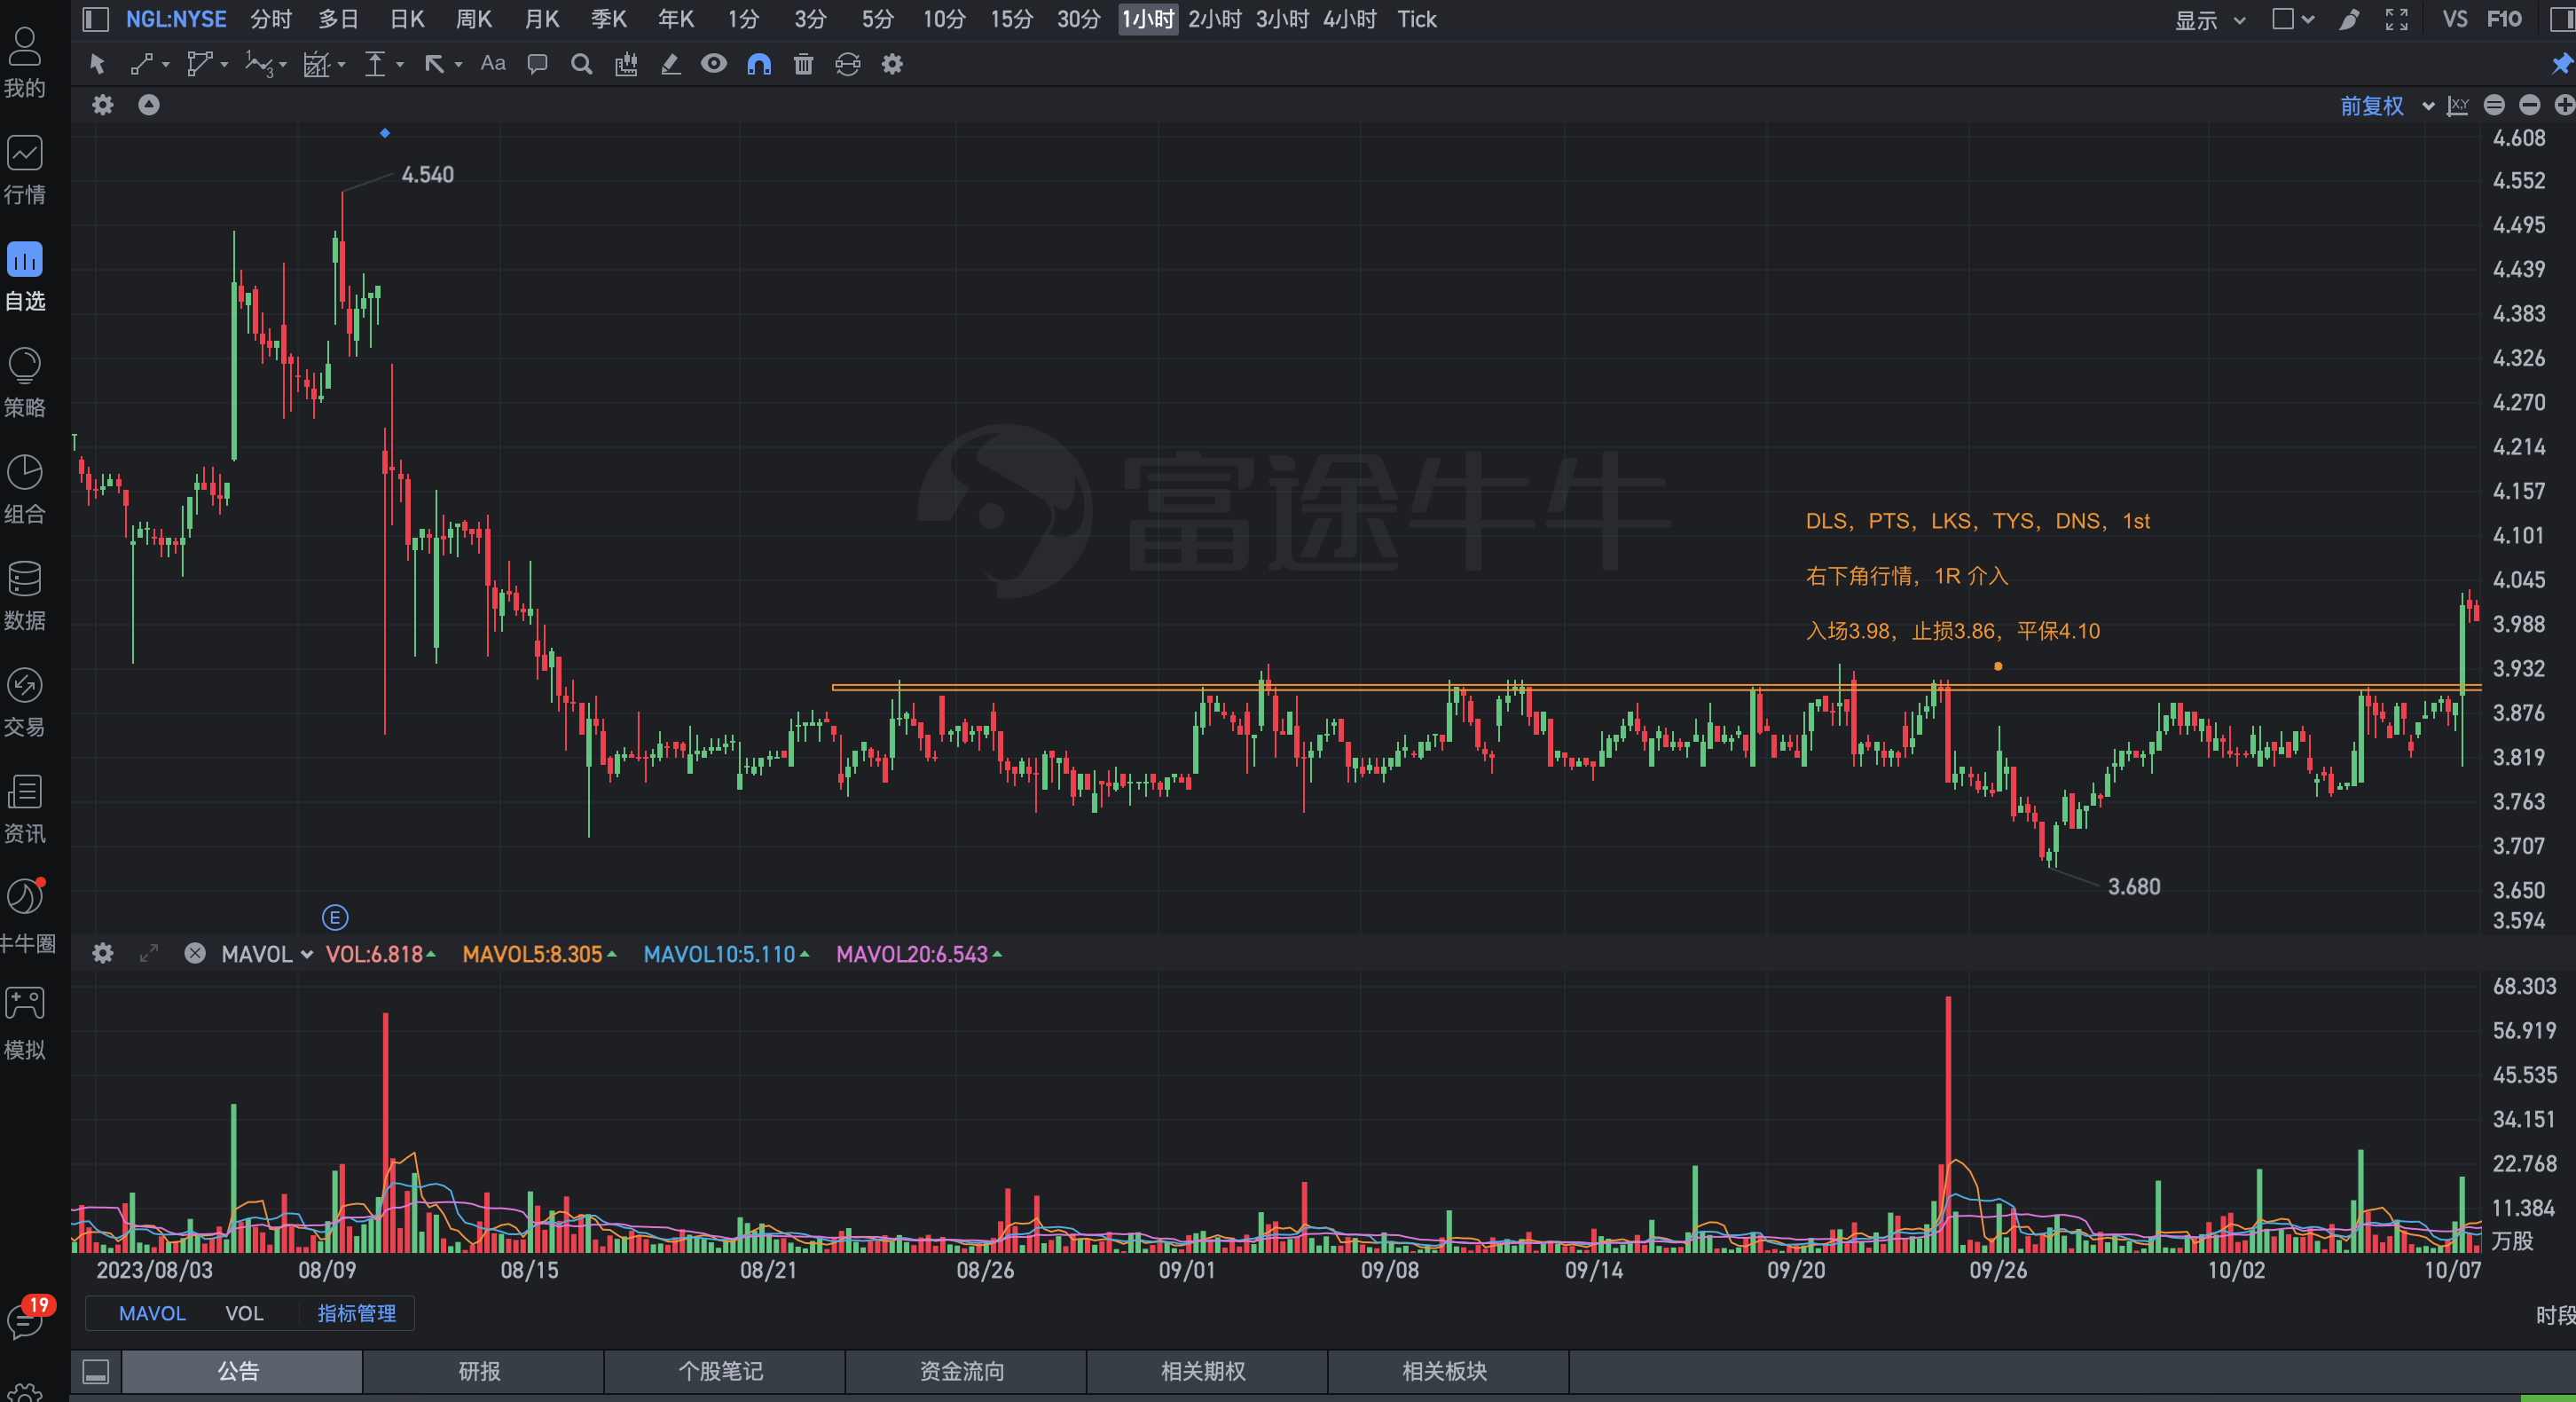 NGL:NYSE 分时 多日 日K 周K 月K 季K 年K 1分 3分 5分 10分 15分 30分 1小时 2小时 3小时 4小时 Tick 显示 VS F10
Aa
前复权 X,Y
我的
行情
自选
策略
组合
数据
交易
资讯
牛牛圈
模拟
19
4.540
富途牛牛
DLS，PTS，LKS，TYS，DNS，1st
右下角行情，1R 介入
入场3.98，止损3.86，平保4.10
3.680
E
4.608
4.552
4.495
4.439
4.383
4.326
4.270
4.214
4.157
4.101
4.045
3.988
3.932
3.876
3.819
3.763
3.707
3.650
3.594
MAVOL VOL:6.818 MAVOL5:8.305 MAVOL10:5.110 MAVOL20:6.543
68.303
56.919
45.535
34.151
22.768
11.384
万股
2023/08/03 08/09 08/15 08/21 08/26 09/01 09/08 09/14 09/20 09/26 10/02 10/07
MAVOL VOL 指标管理
时段
公告 研报 个股笔记 资金流向 相关期权 相关板块